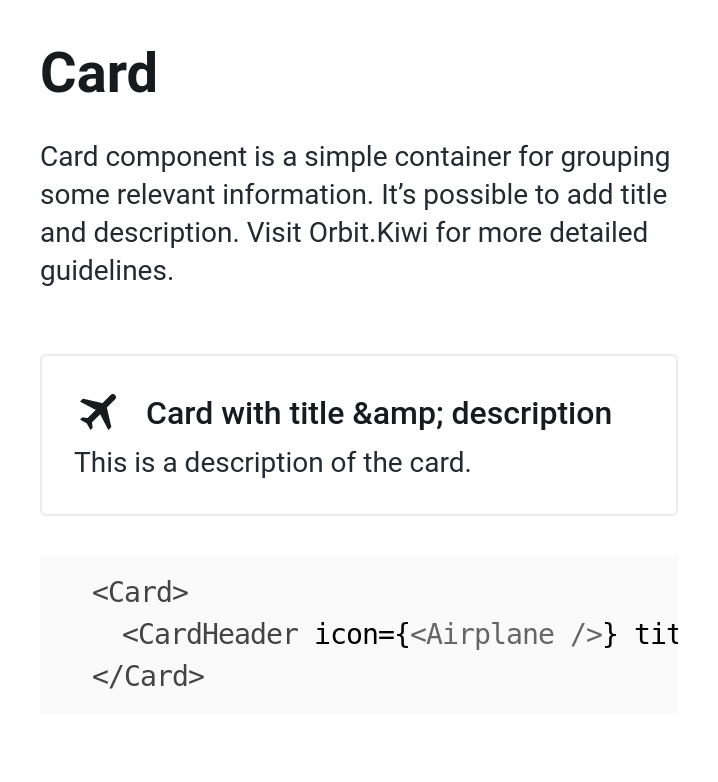 Card
Card component is a simple container for grouping
some relevant information. It’s possible to add title
and description. Visit Orbit.Kiwi for more detailed
guidelines.
Card with title &amp; description
This is a description of the card.
<Card>
<CardHeader icon={<Airplane />} tit
</Card>